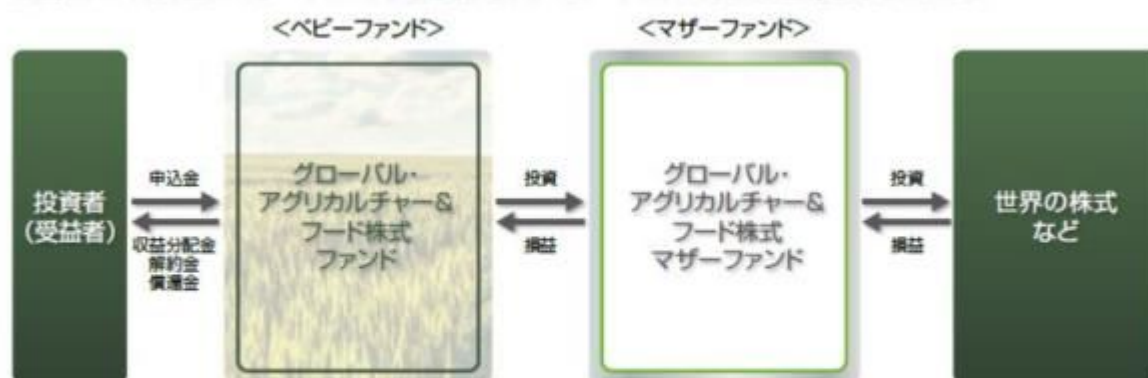 <ベビーファンド>
<マザーファンド>
投資者
(受益者)
申込金
収益分配金
解約金
償還金
グローバル・
アグリカルチャー&
フード株式
ファンド
投資
損益
グローバル・
アグリカルチャー&
フード株式
マザーファンド
投資
損益
世界の株式
など